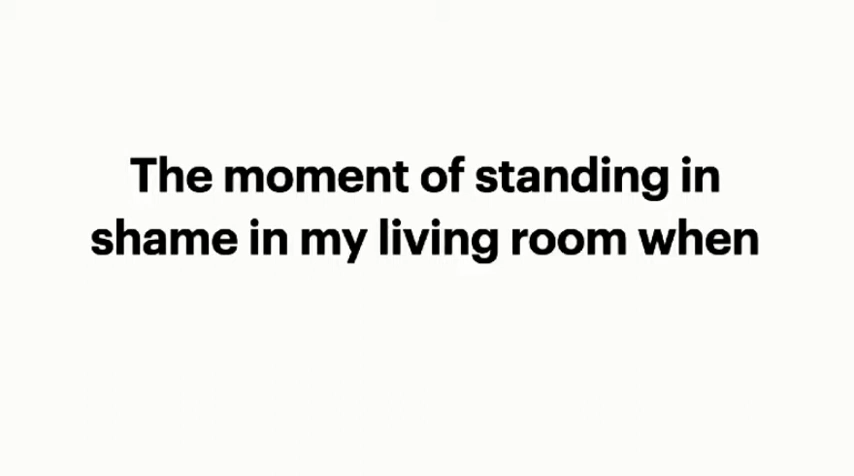 The moment of standing in
shame in my living room when